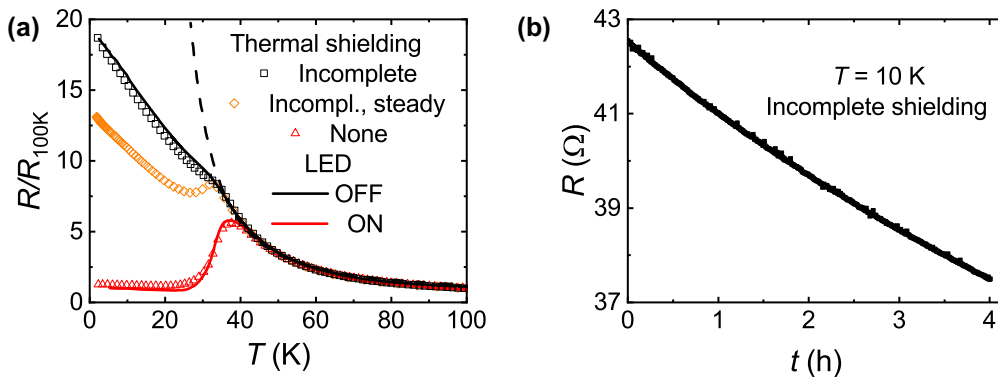 (a)
20
15
10
5
0
R/R100K
0 20 40 60 80 100
T (K)
Thermal shielding
Incomplete
Incompl., steady
None
LED
OFF
ON
(b)
43
41
39
37
R (Ω)
0 1 2 3 4
t (h)
T = 10 K
Incomplete shielding